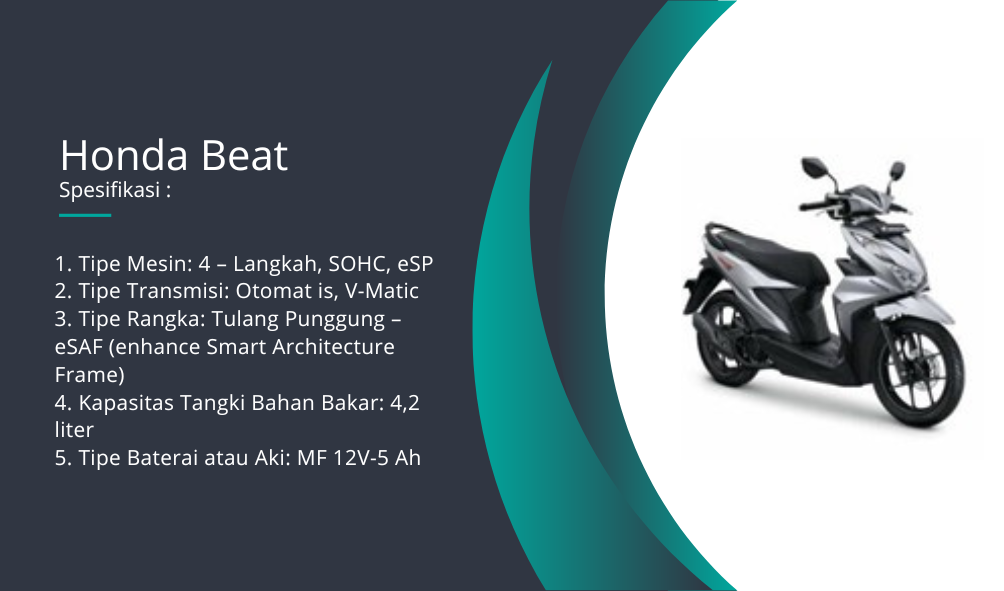 Honda Beat
Spesifikasi :
1. Tipe Mesin: 4 – Langkah, SOHC, eSP
2. Tipe Transmisi: Otomat is, V-Matic
3. Tipe Rangka: Tulang Punggung –
eSAF (enhance Smart Architecture
Frame)
4. Kapasitas Tangki Bahan Bakar: 4,2
liter
5. Tipe Baterai atau Aki: MF 12V-5 Ah